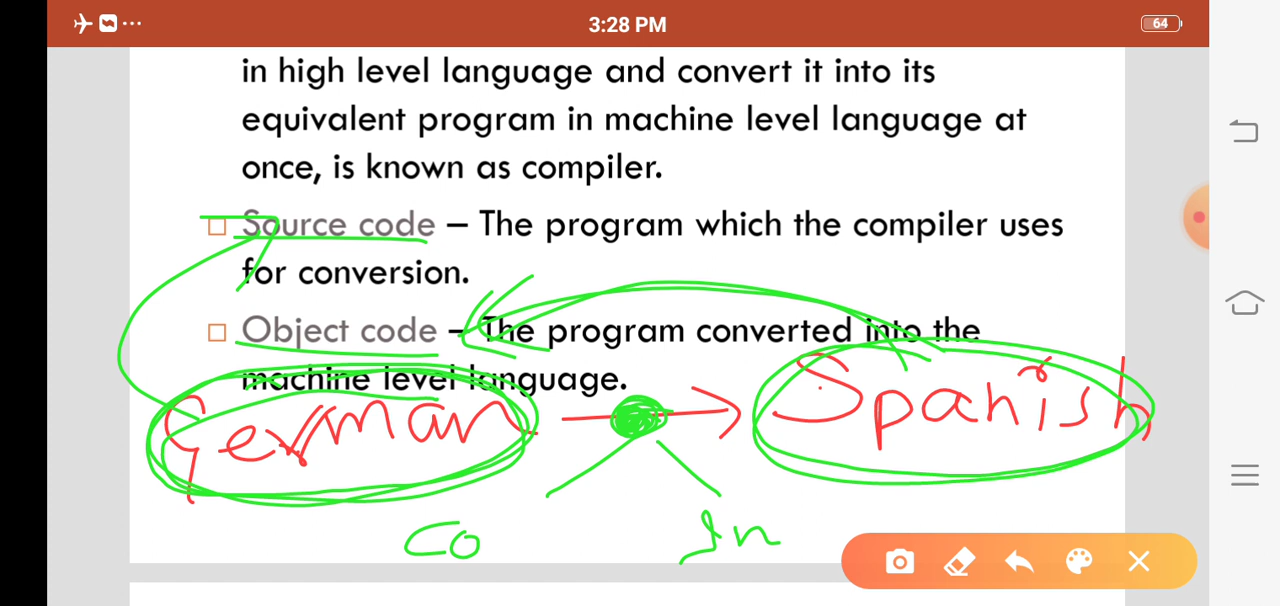 3:28 PM
64
in high level language and convert it into its
equivalent program in machine level language at
once, is known as compiler.
Source code – The program which the compiler uses
for conversion.
Object code – The program converted into the
machine level language.
German Spanish
Co In